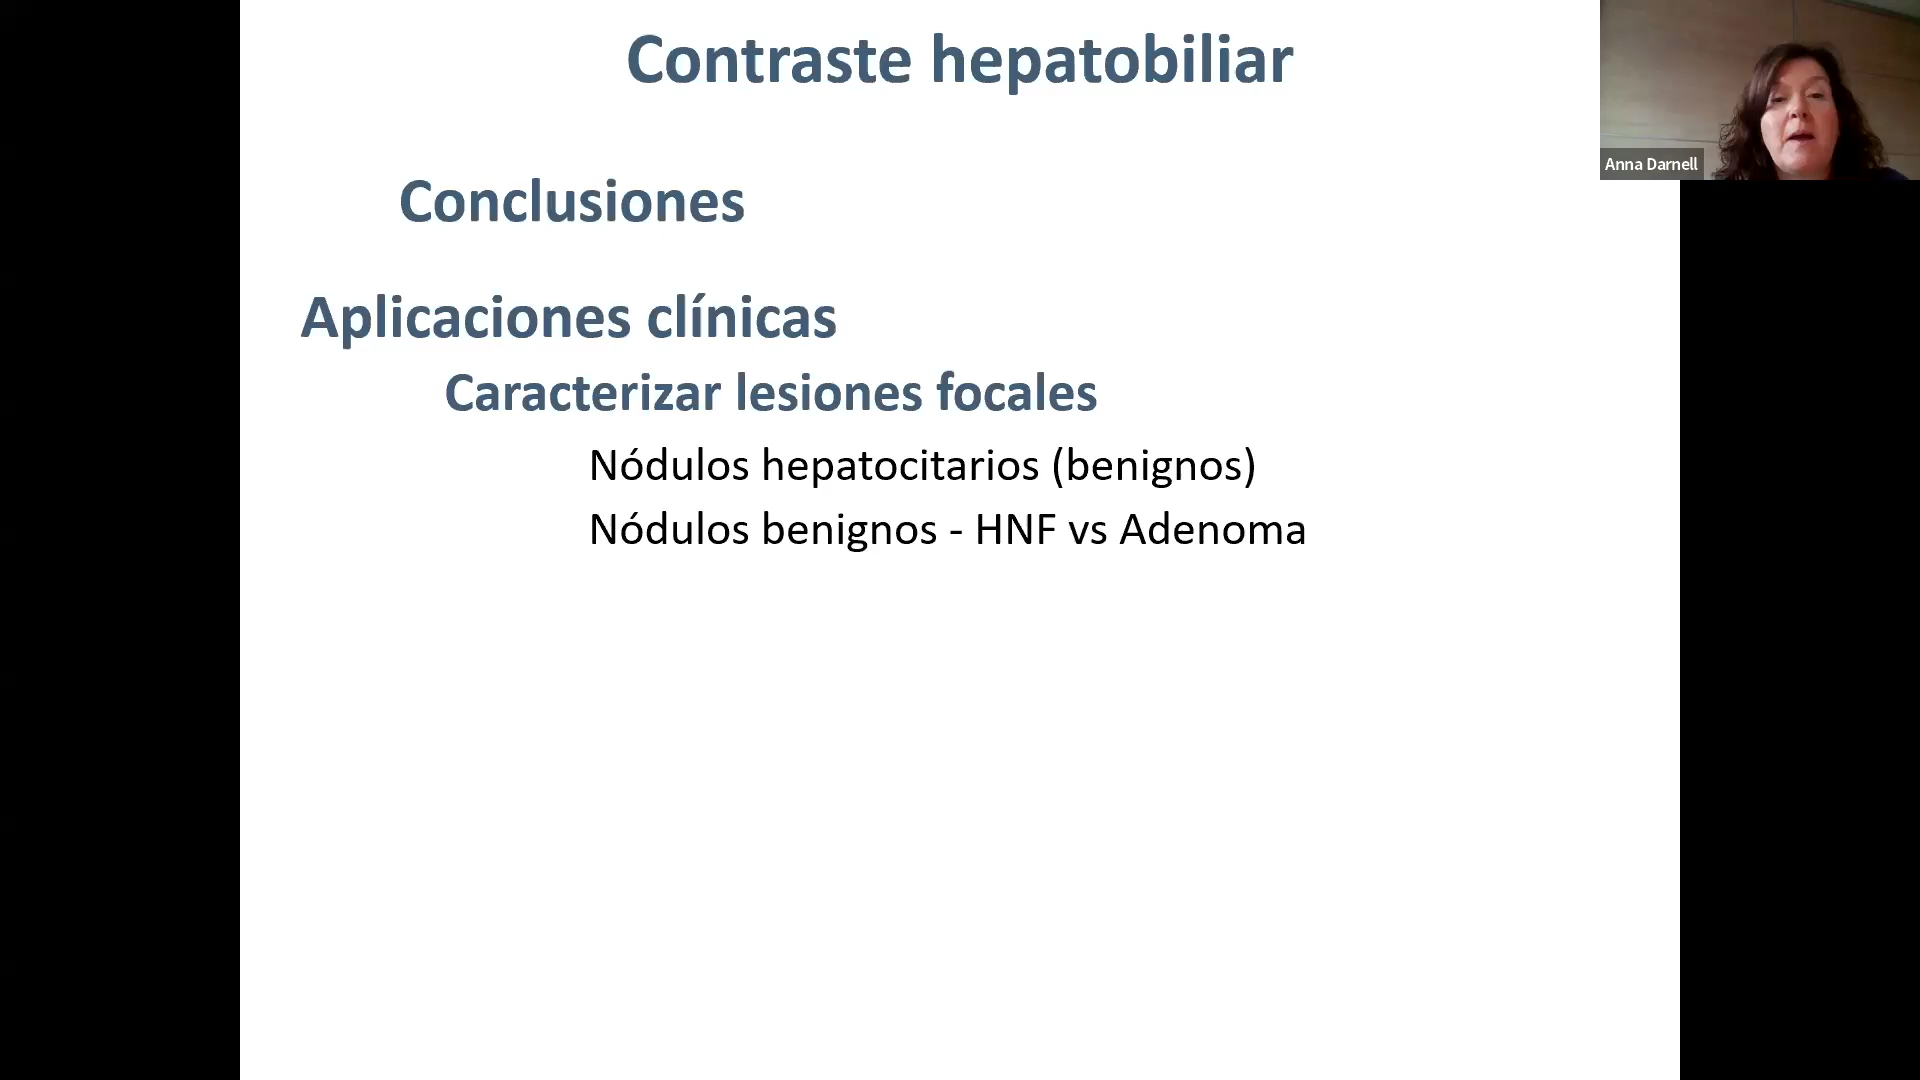 Contraste hepatobiliar
Anna Darnell
Conclusiones
Aplicaciones clínicas
Caracterizar lesiones focales
Nódulos hepatocitarios (benignos)
Nódulos benignos - HNF vs Adenoma